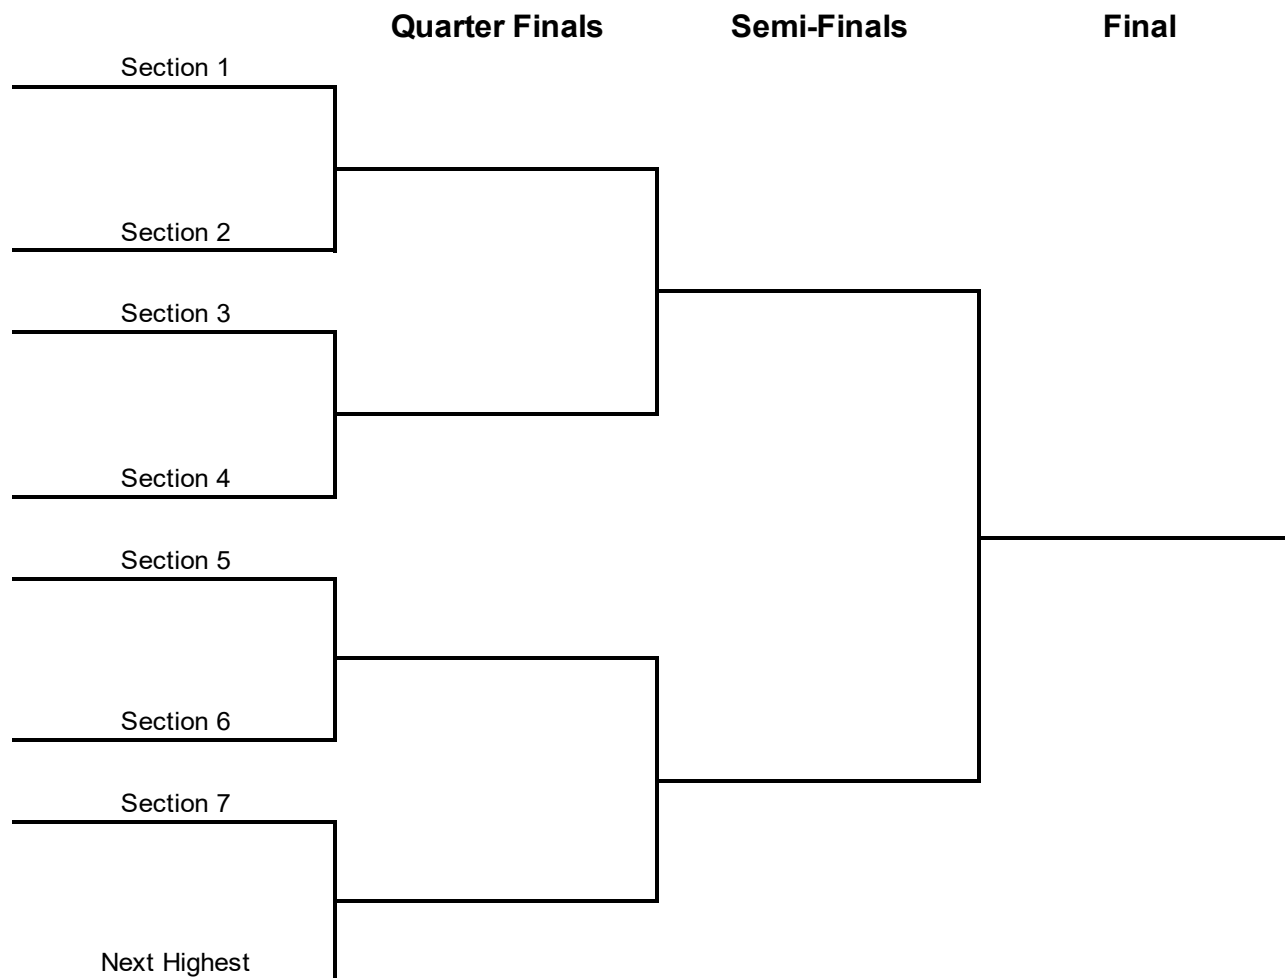 Quarter Finals Semi-Finals Final
Section 1
Section 2
Section 3
Section 4
Section 5
Section 6
Section 7
Next Highest